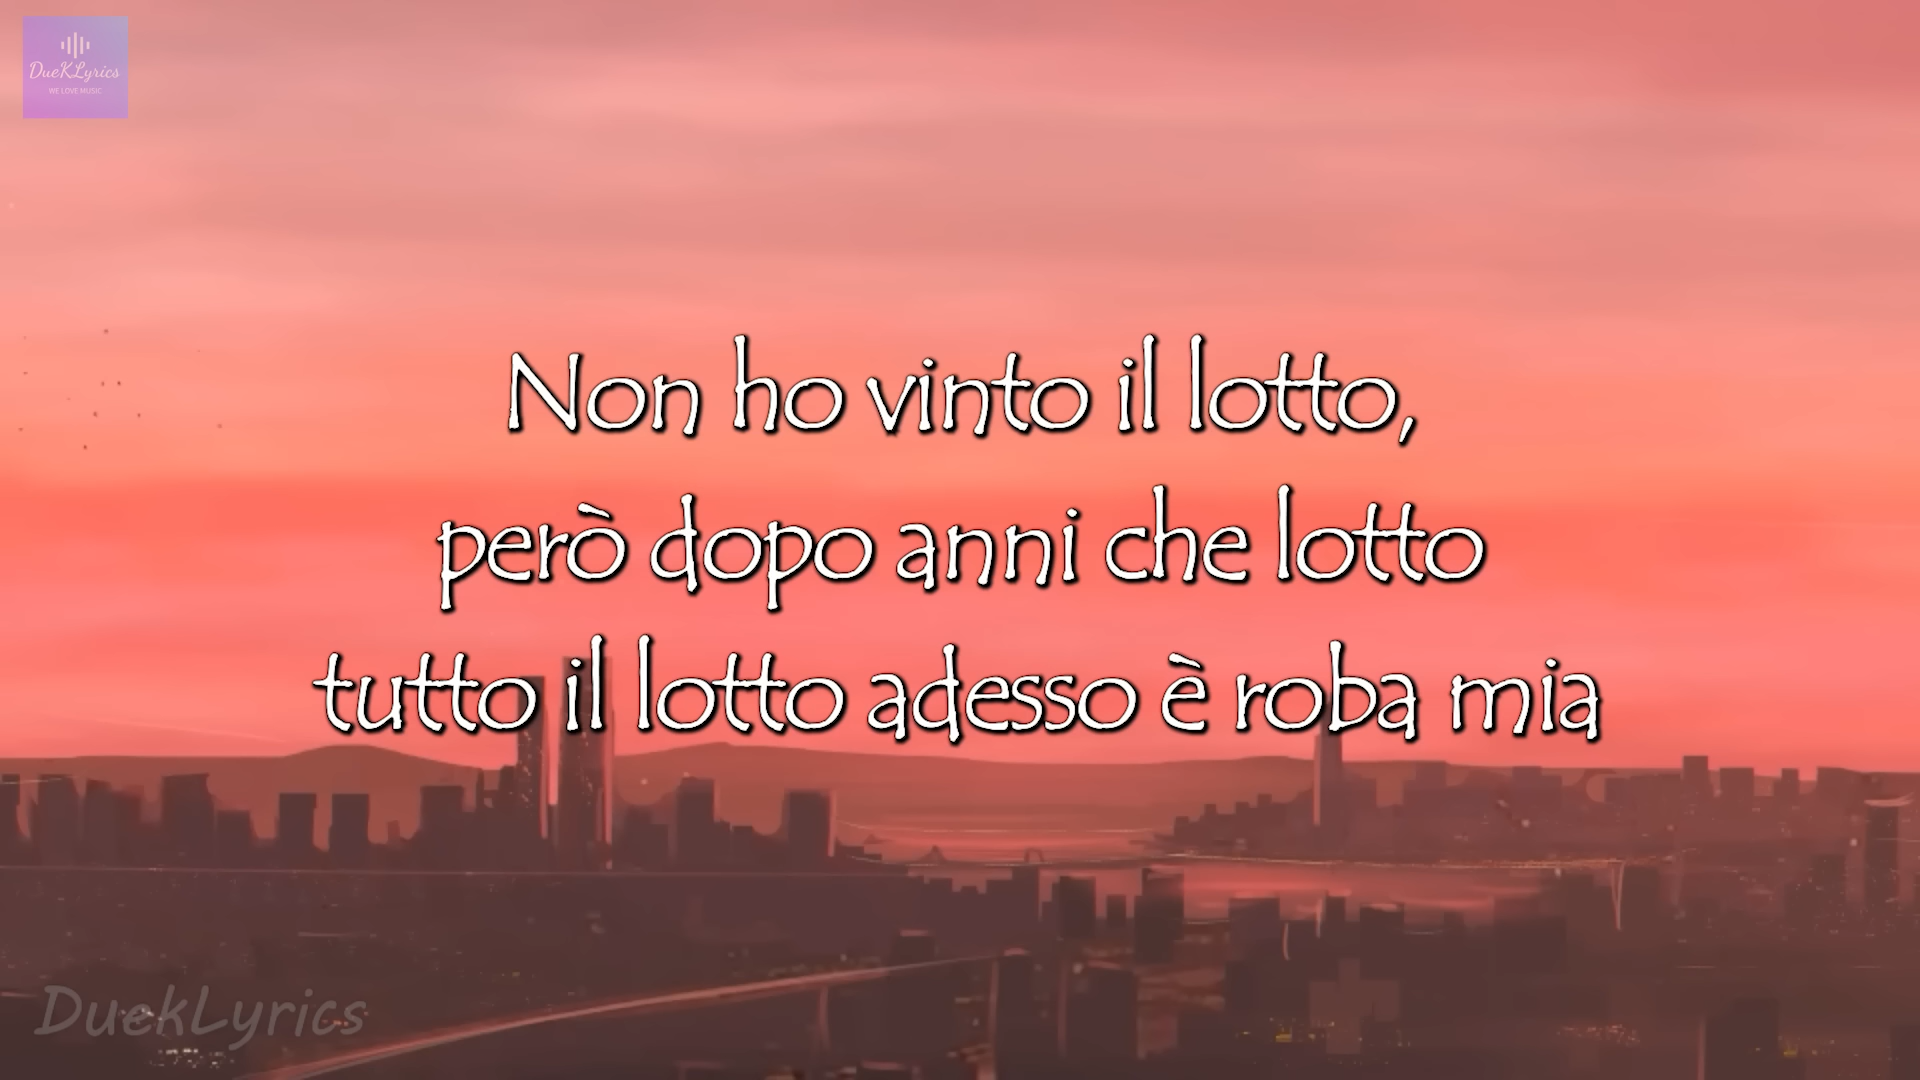 DueKLyrics
WE LOVE MUSIC
Non ho vinto il lotto,
però dopo anni che lotto
tutto il lotto adesso è roba mia
DuekLyrics